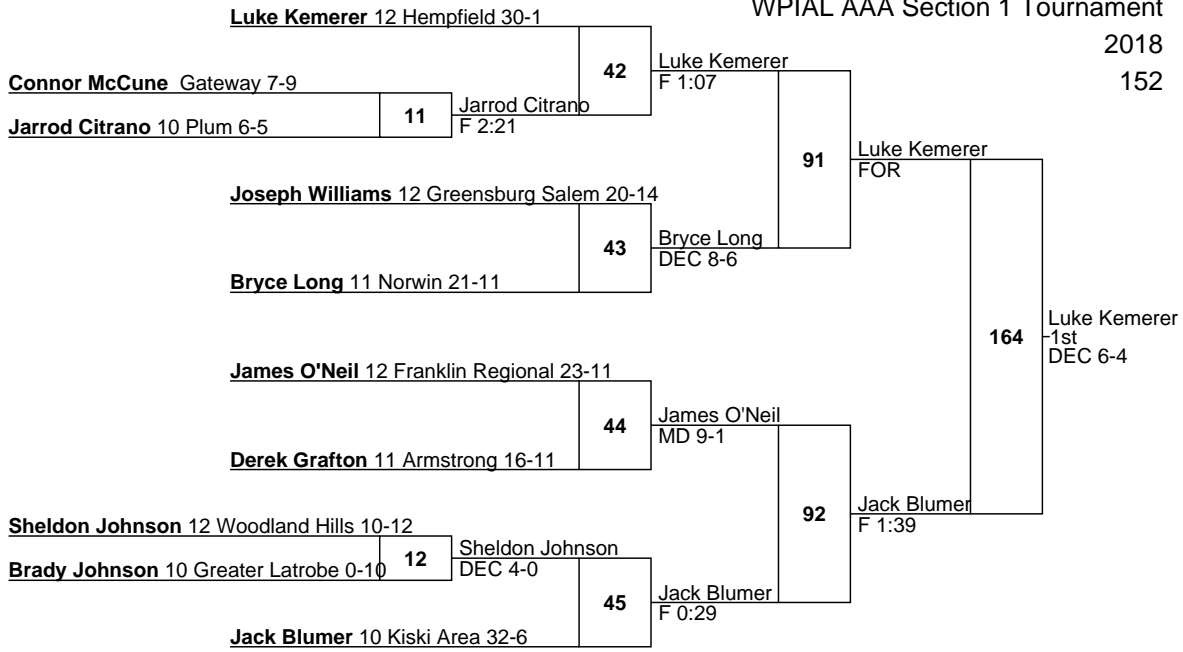 WPIAL AAA Section 1 Tournament
2018
152
Luke Kemerer 12 Hempfield 30-1
42
Luke Kemerer
F 1:07
Connor McCune Gateway 7-9
11
Jarrod Citrano
F 2:21
Jarrod Citrano 10 Plum 6-5
91
Luke Kemerer
FOR
Joseph Williams 12 Greensburg Salem 20-14
43
Bryce Long
DEC 8-6
Bryce Long 11 Norwin 21-11
164
Luke Kemerer
1st
DEC 6-4
James O'Neil 12 Franklin Regional 23-11
44
James O'Neil
MD 9-1
Derek Grafton 11 Armstrong 16-11
92
Jack Blumer
F 1:39
Sheldon Johnson 12 Woodland Hills 10-12
12
Sheldon Johnson
DEC 4-0
Brady Johnson 10 Greater Latrobe 0-10
45
Jack Blumer
F 0:29
Jack Blumer 10 Kiski Area 32-6